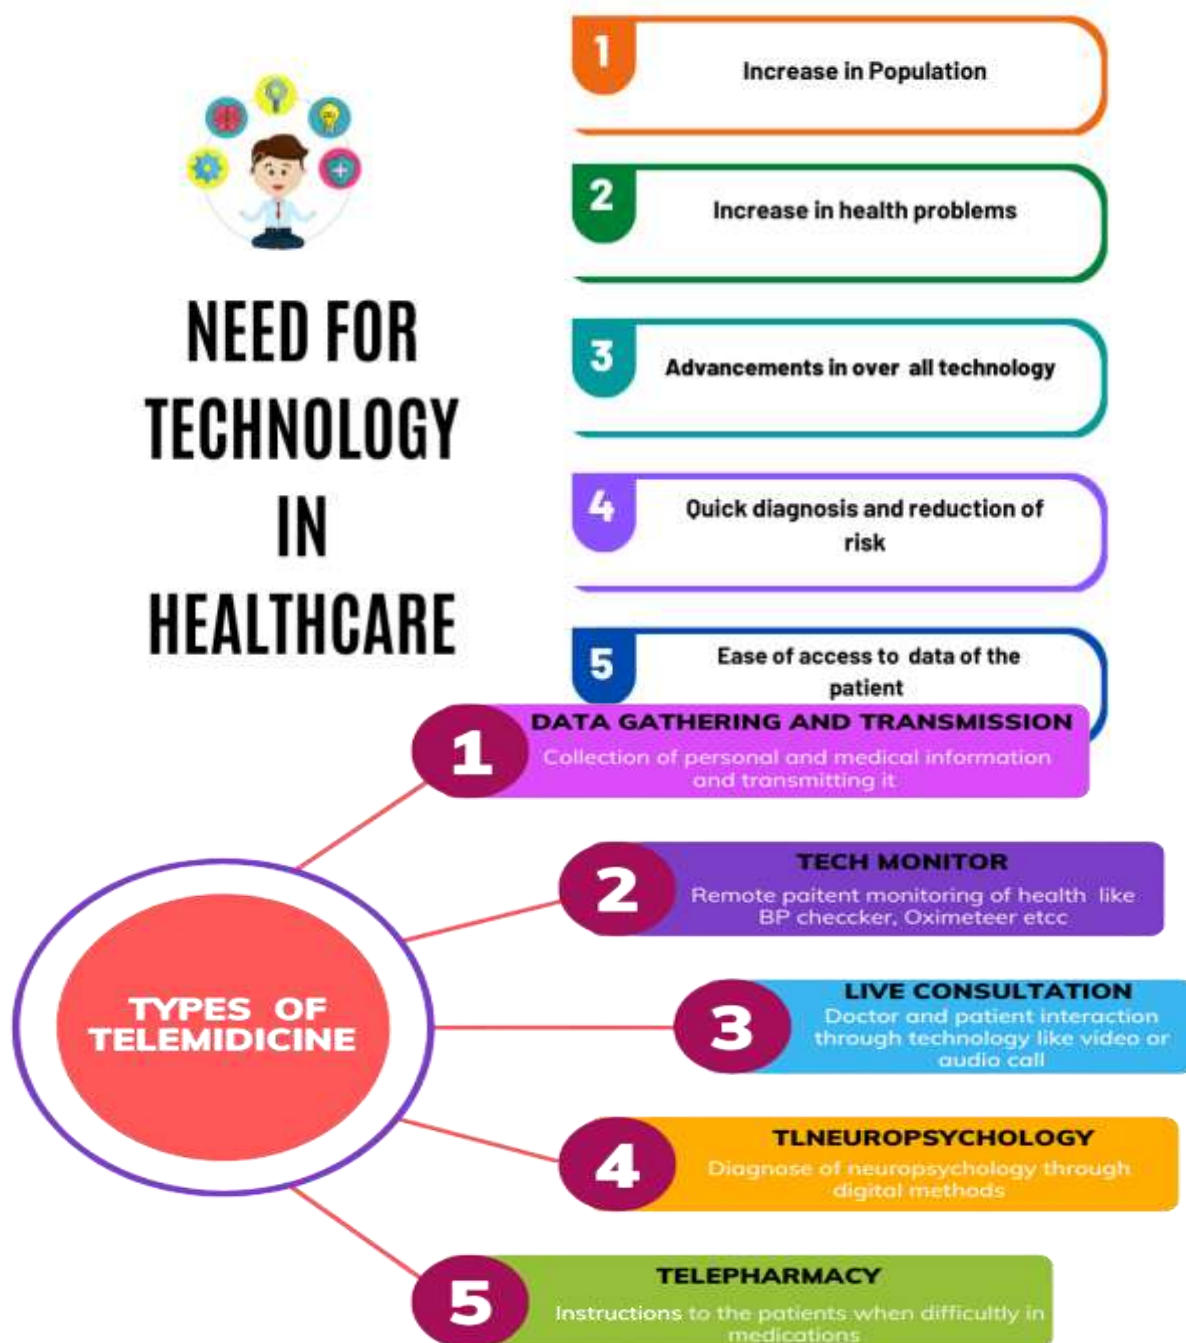 NEED FOR
TECHNOLOGY
IN
HEALTHCARE
1
Increase in Population
2
Increase in health problems
3
Advancements in over all technology
4
Quick diagnosis and reduction of
risk
5
Ease of access to data of the
patient
TYPES OF
TELEMIDICINE
1
DATA GATHERING AND TRANSMISSION
Collection of personal and medical information
and transmitting it
2
TECH MONITOR
Remote paitent monitoring of health like
BP checcker, Oximeteer etcc
3
LIVE CONSULTATION
Doctor and patient interaction
through technology like video or
audio call
4
TLNEUROPSYCHOLOGY
Diagnose of neuropsychology through
digital methods
5
TELEPHARMACY
Instructions to the patients when difficultly in
medications